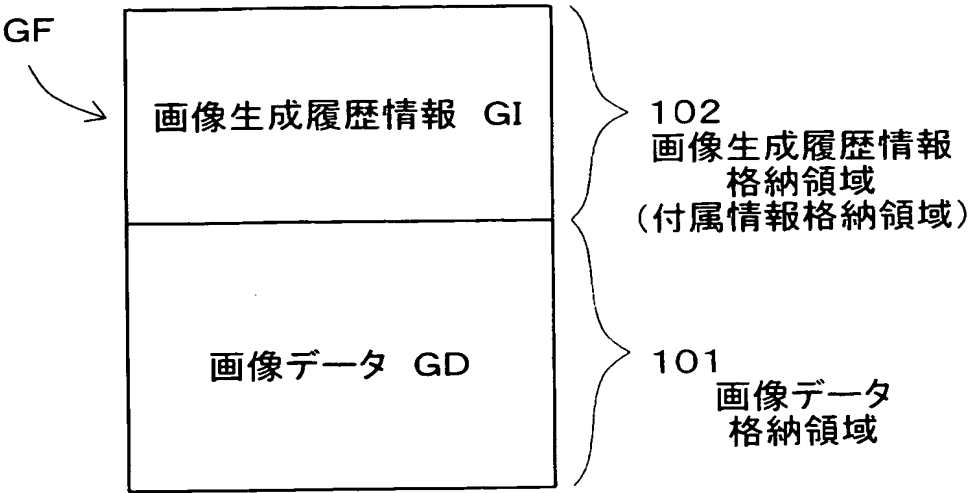 GF
画像生成履歴情報 GI
102
画像生成履歴情報
格納領域
(付属情報格納領域)
画像データ GD
101
画像データ
格納領域